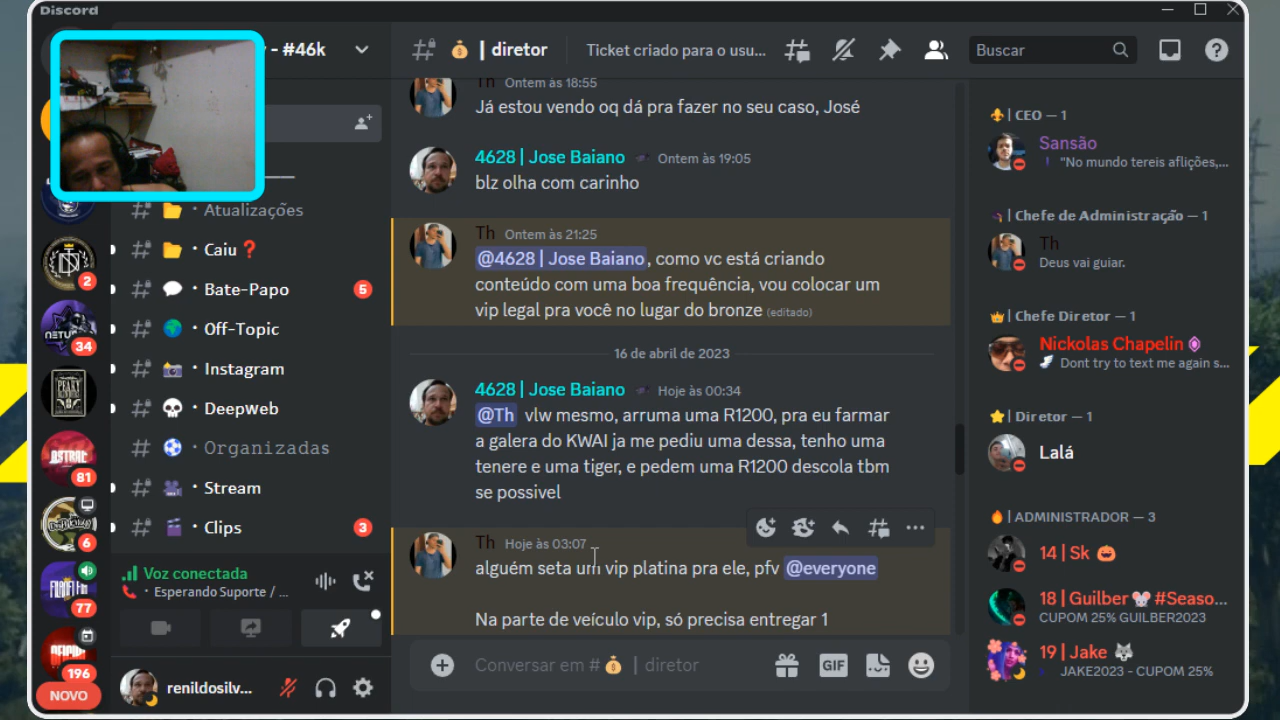 Discord
- #46k
# 💰 | diretor
Ticket criado para o usu...
Buscar
· Atualizações
· Caiu❓
· Bate-Papo
5
· Off-Topic
· Instagram
· DeepWeb
· Organizadas
· Stream
· Clips
3
2
34
81
6
77
196
NOVO
Voz conectada
· Esperando Suporte / ...
renildosilv...
Th Ontem às 18:55
Já estou vendo oq dá pra fazer no seu caso, José
4628 | Jose Baiano Ontem às 19:05
blz olha com carinho
Th Ontem às 21:25
@4628 | Jose Baiano, como vc está criando
conteúdo com uma boa frequência, vou colocar um
vip legal pra você no lugar do bronze (editado)
16 de abril de 2023
4628 | Jose Baiano Hoje às 00:34
@Th vlw mesmo, arruma uma R1200, pra eu farmar
a galera do KWAI ja me pediu uma dessa, tenho uma
tenere e uma tiger, e pedem uma R1200 descola tbm
se possivel
Th Hoje às 03:07
alguém seta um vip platina pra ele, pfv @everyone
Na parte de veículo vip, só precisa entregar 1
Conversar em # 💰 | diretor
GIF
| CEO — 1
Sansão
"No mundo tereis aflições,...
| Chefe de Administração — 1
Th
Deus vai guiar.
| Chefe Diretor — 1
Nickolas Chapelin
Dont try to text me again s...
| Diretor — 1
Lalá
| ADMINISTRADOR — 3
14 | Sk 🎃
18 | Guilber 🐭 #Seaso...
CUPOM 25% GUILBER2023
19 | Jake 🐺
JAKE2023 - CUPOM 25%